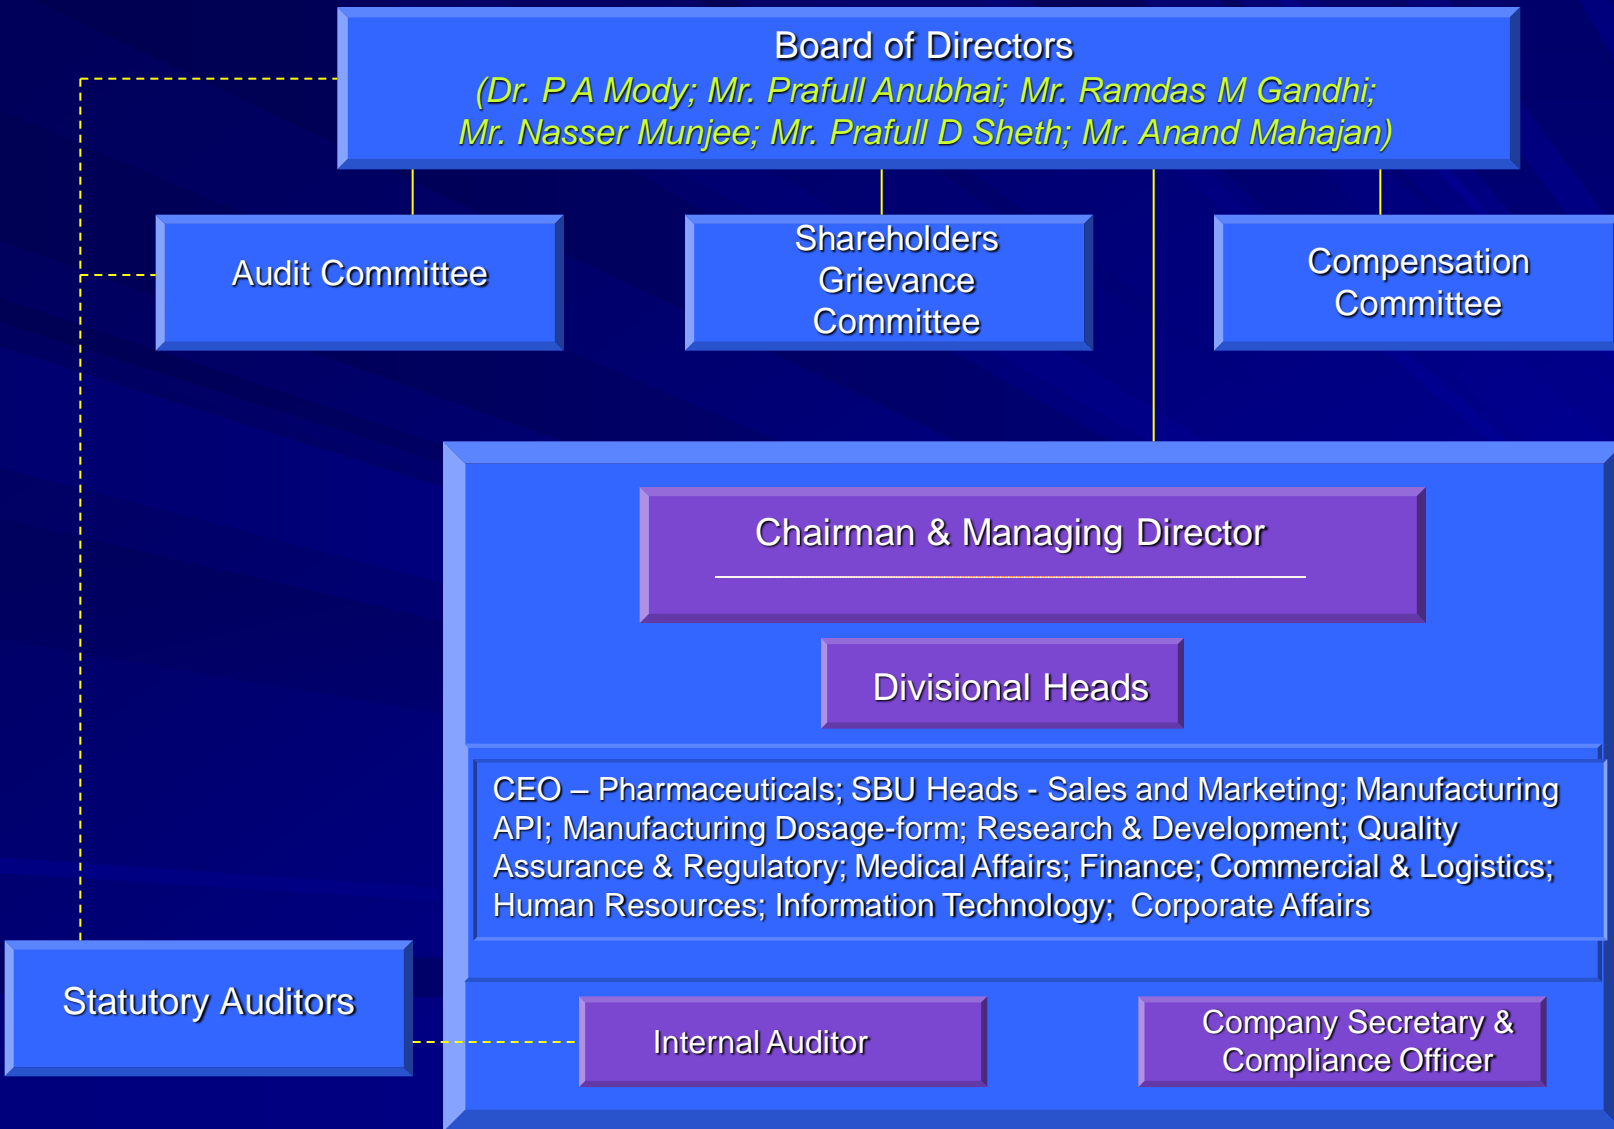 Board of Directors
(Dr. P A Mody; Mr. Prafull Anubhai; Mr. Ramdas M Gandhi;
Mr. Nasser Munjee; Mr. Prafull D Sheth; Mr. Anand Mahajan)
Audit Committee
Shareholders
Grievance
Committee
Compensation
Committee
Chairman & Managing Director
Divisional Heads
CEO – Pharmaceuticals; SBU Heads - Sales and Marketing; Manufacturing
API; Manufacturing Dosage-form; Research & Development; Quality
Assurance & Regulatory; Medical Affairs; Finance; Commercial & Logistics;
Human Resources; Information Technology; Corporate Affairs
Statutory Auditors
Internal Auditor
Company Secretary &
Compliance Officer